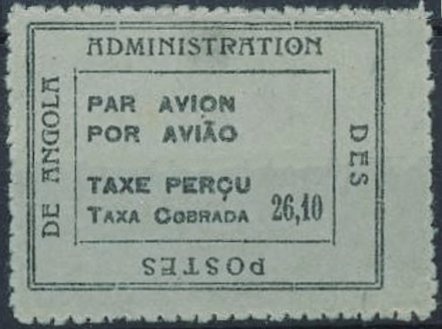 ADMINISTRATION
DES
POSTES
DE ANGOLA
PAR AVION
POR AVIÃO
TAXE PERÇU
TAXA COBRADA 26,10